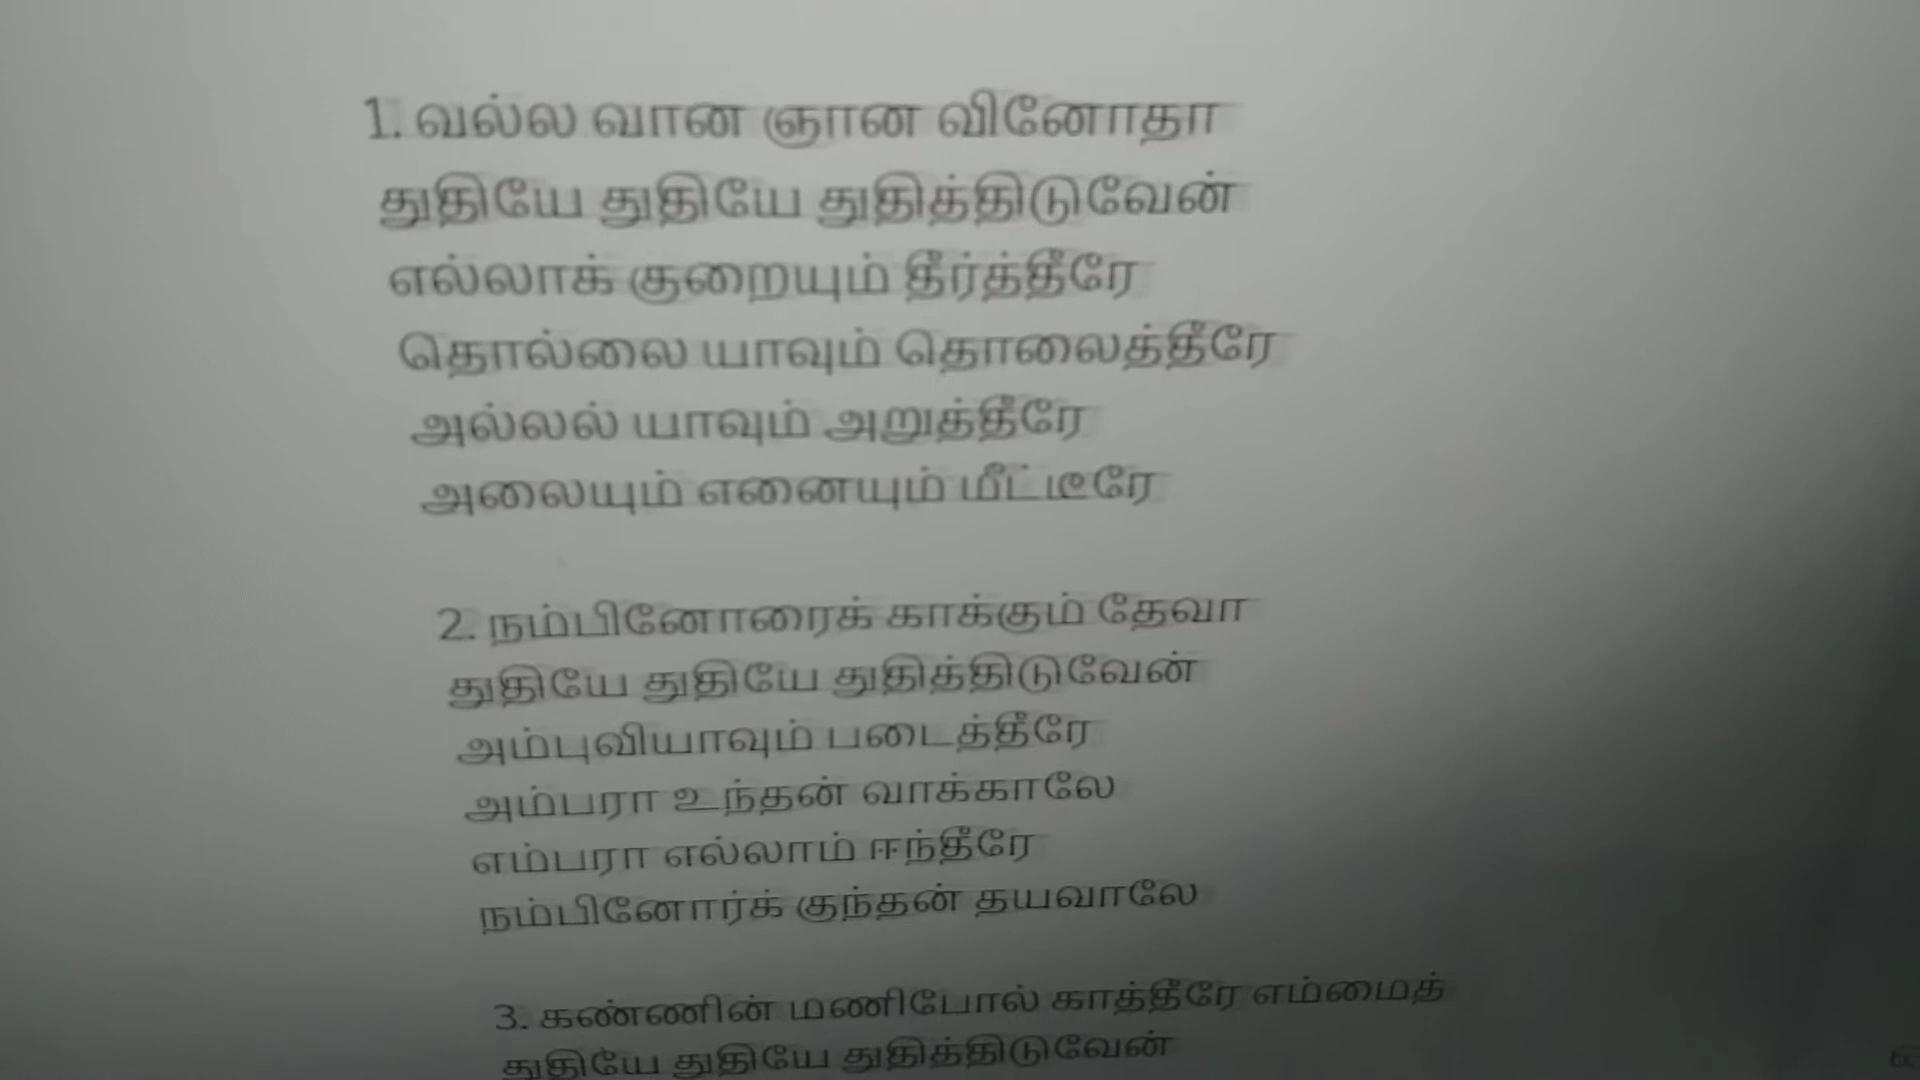 1. வல்ல வான ஞான வினோதா
துதியே துதியே துதித்திடுவேன்
எல்லாக் குறையும் தீர்த்தீரே
தொல்லை யாவும் தொலைத்தீரே
அல்லல் யாவும் அறுத்தீரே
அலையும் எனையும் மீட்டீரே
2. நம்பினோரைக் காக்கும் தேவா
துதியே துதியே துதித்திடுவேன்
அம்புவியாவும் படைத்தீரே
அம்பரா உந்தன் வாக்காலே
எம்பரா எல்லாம் ஈந்தீரே
நம்பினோர்க் குந்தன் தயவாலே
3. கண்ணின் மணிபோல் காத்தீரே எம்மைத்
துதியே துதியே துதித்திடுவேன்